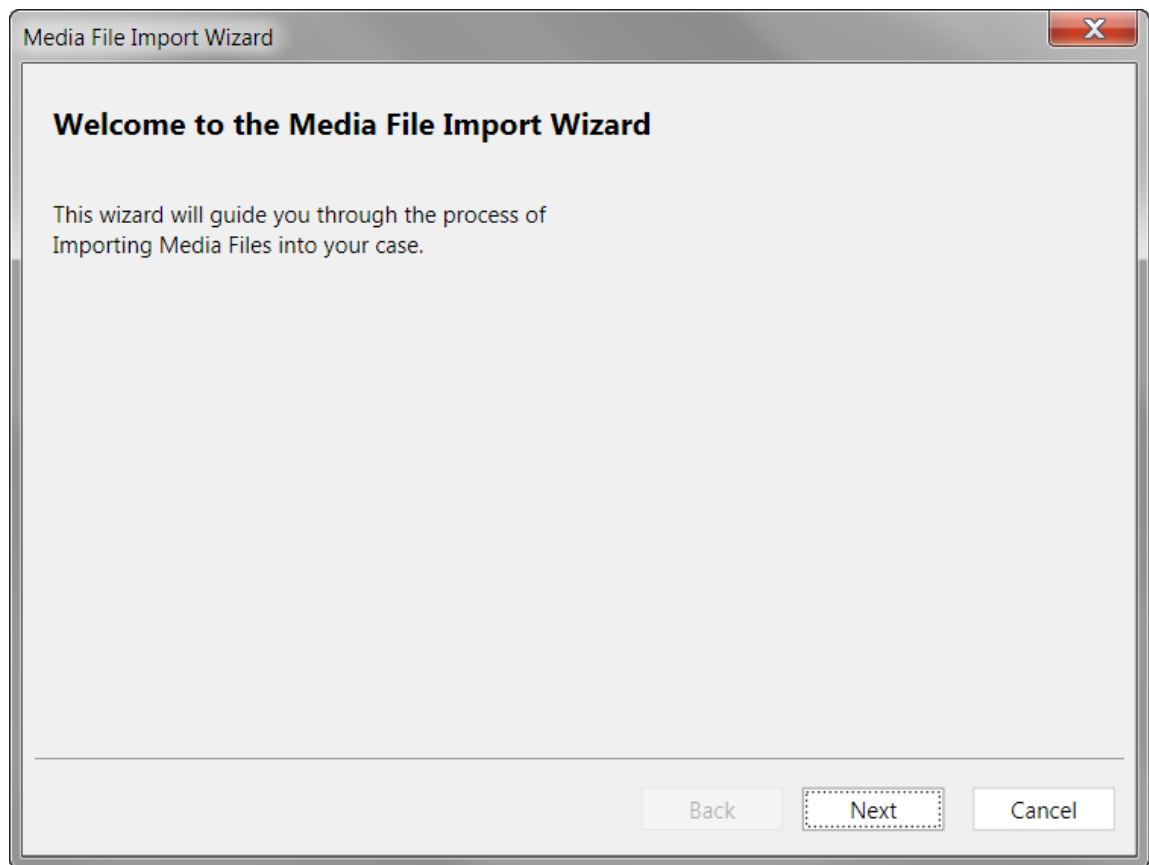 Media File Import Wizard
Welcome to the Media File Import Wizard
This wizard will guide you through the process of
Importing Media Files into your case.
Back
Next
Cancel